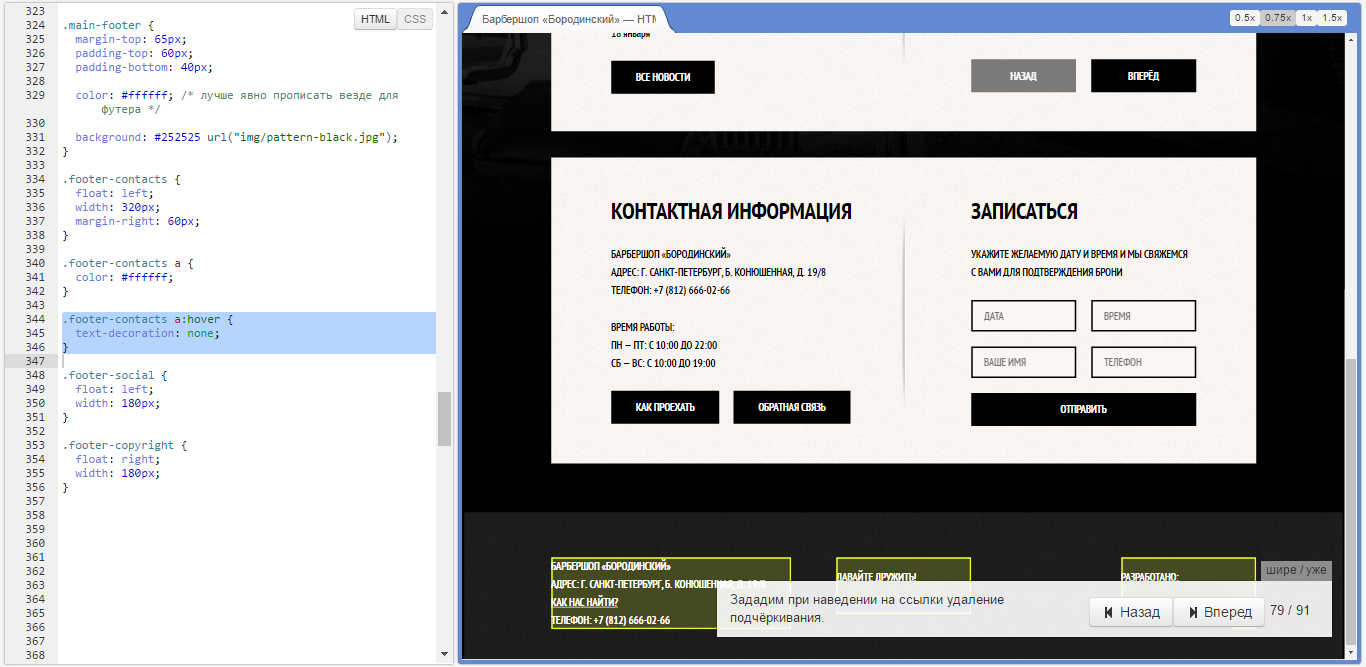 HTML CSS
323
324 .main-footer {
325 margin-top: 65px;
326 padding-top: 60px;
327 padding-bottom: 40px;
328
329 color: #ffffff; /* лучше явно прописать везде для
футера */
330
331 background: #252525 url("img/pattern-black.jpg");
332 }
333
334 .footer-contacts {
335 float: left;
336 width: 320px;
337 margin-right: 60px;
338 }
339
340 .footer-contacts a {
341 color: #ffffff;
342 }
343
344 .footer-contacts a:hover {
345 text-decoration: none;
346 }
347
348 .footer-social {
349 float: left;
350 width: 180px;
351 }
352
353 .footer-copyright {
354 float: right;
355 width: 180px;
356 }
357
358
359
360
361
362
363
364
365
366
367
368
Барбершоп «Бородинский» — HTM
0.5x 0.75x 1x 1.5x
18 января
ВСЕ НОВОСТИ
НАЗАД ВПЕРЁД
КОНТАКТНАЯ ИНФОРМАЦИЯ
БАРБЕРШОП «БОРОДИНСКИЙ»
АДРЕС: Г. САНКТ-ПЕТЕРБУРГ, Б. КОНЮШЕННАЯ, Д. 19/8
ТЕЛЕФОН: +7 (812) 666-02-66
ВРЕМЯ РАБОТЫ:
ПН – ПТ: С 10:00 ДО 22:00
СБ – ВС: С 10:00 ДО 19:00
КАК ПРОЕХАТЬ ОБРАТНАЯ СВЯЗЬ
ЗАПИСАТЬСЯ
УКАЖИТЕ ЖЕЛАЕМУЮ ДАТУ И ВРЕМЯ И МЫ СВЯЖЕМСЯ
С ВАМИ ДЛЯ ПОДТВЕРЖДЕНИЯ БРОНИ
ДАТА ВРЕМЯ
ВАШЕ ИМЯ ТЕЛЕФОН
ОТПРАВИТЬ
БАРБЕРШОП «БОРОДИНСКИЙ»
АДРЕС: Г. САНКТ-ПЕТЕРБУРГ, Б. КОНЮШЕННАЯ, Д. 19/8
КАК НАС НАЙТИ?
ТЕЛЕФОН: +7 (812) 666-02-66
ДАВАЙТЕ ДРУЖИТЬ!
РАЗРАБОТАНО:
шире / уже
Зададим при наведении на ссылки удаление
подчёркивания.
Назад Вперед 79 / 91